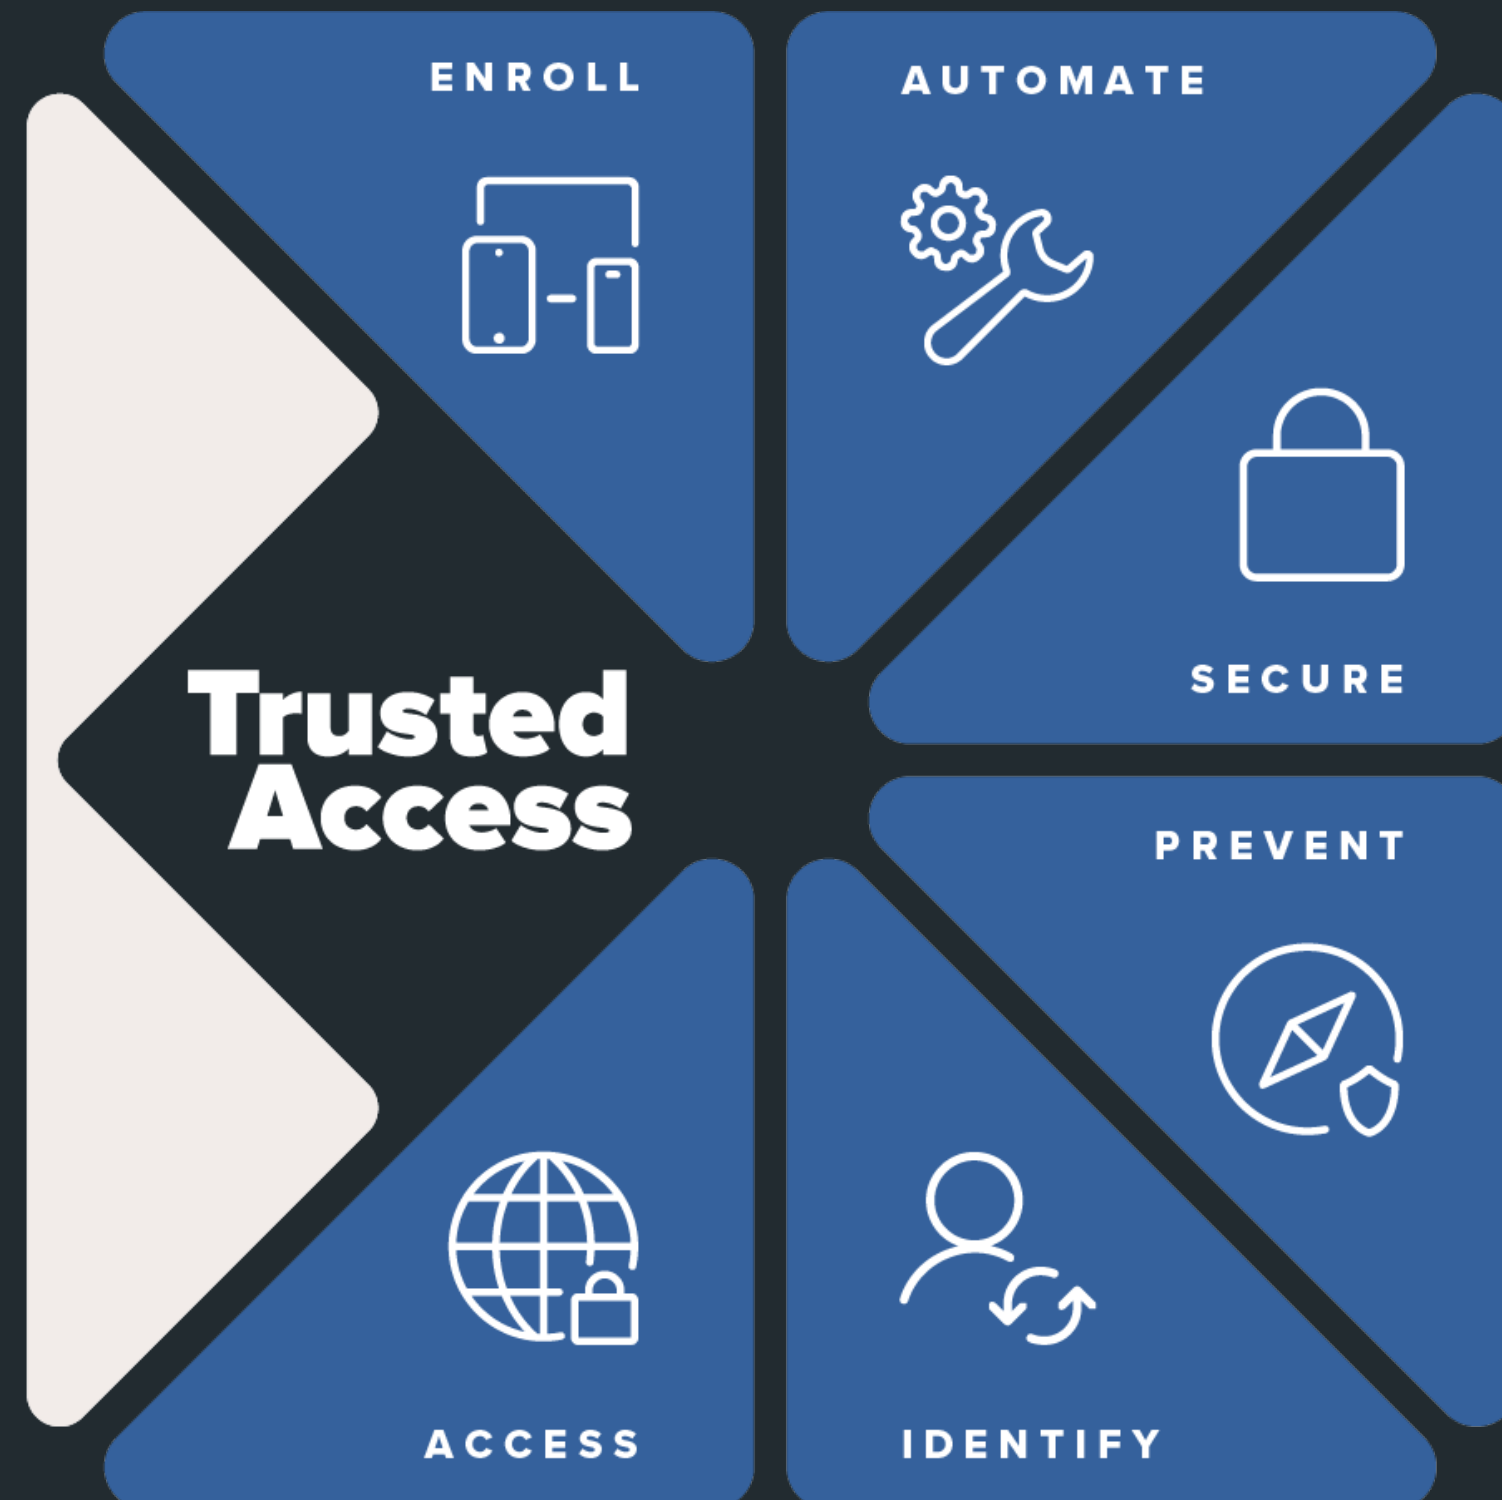 ENROLL
AUTOMATE
SECURE
Trusted
Access
PREVENT
ACCESS
IDENTIFY